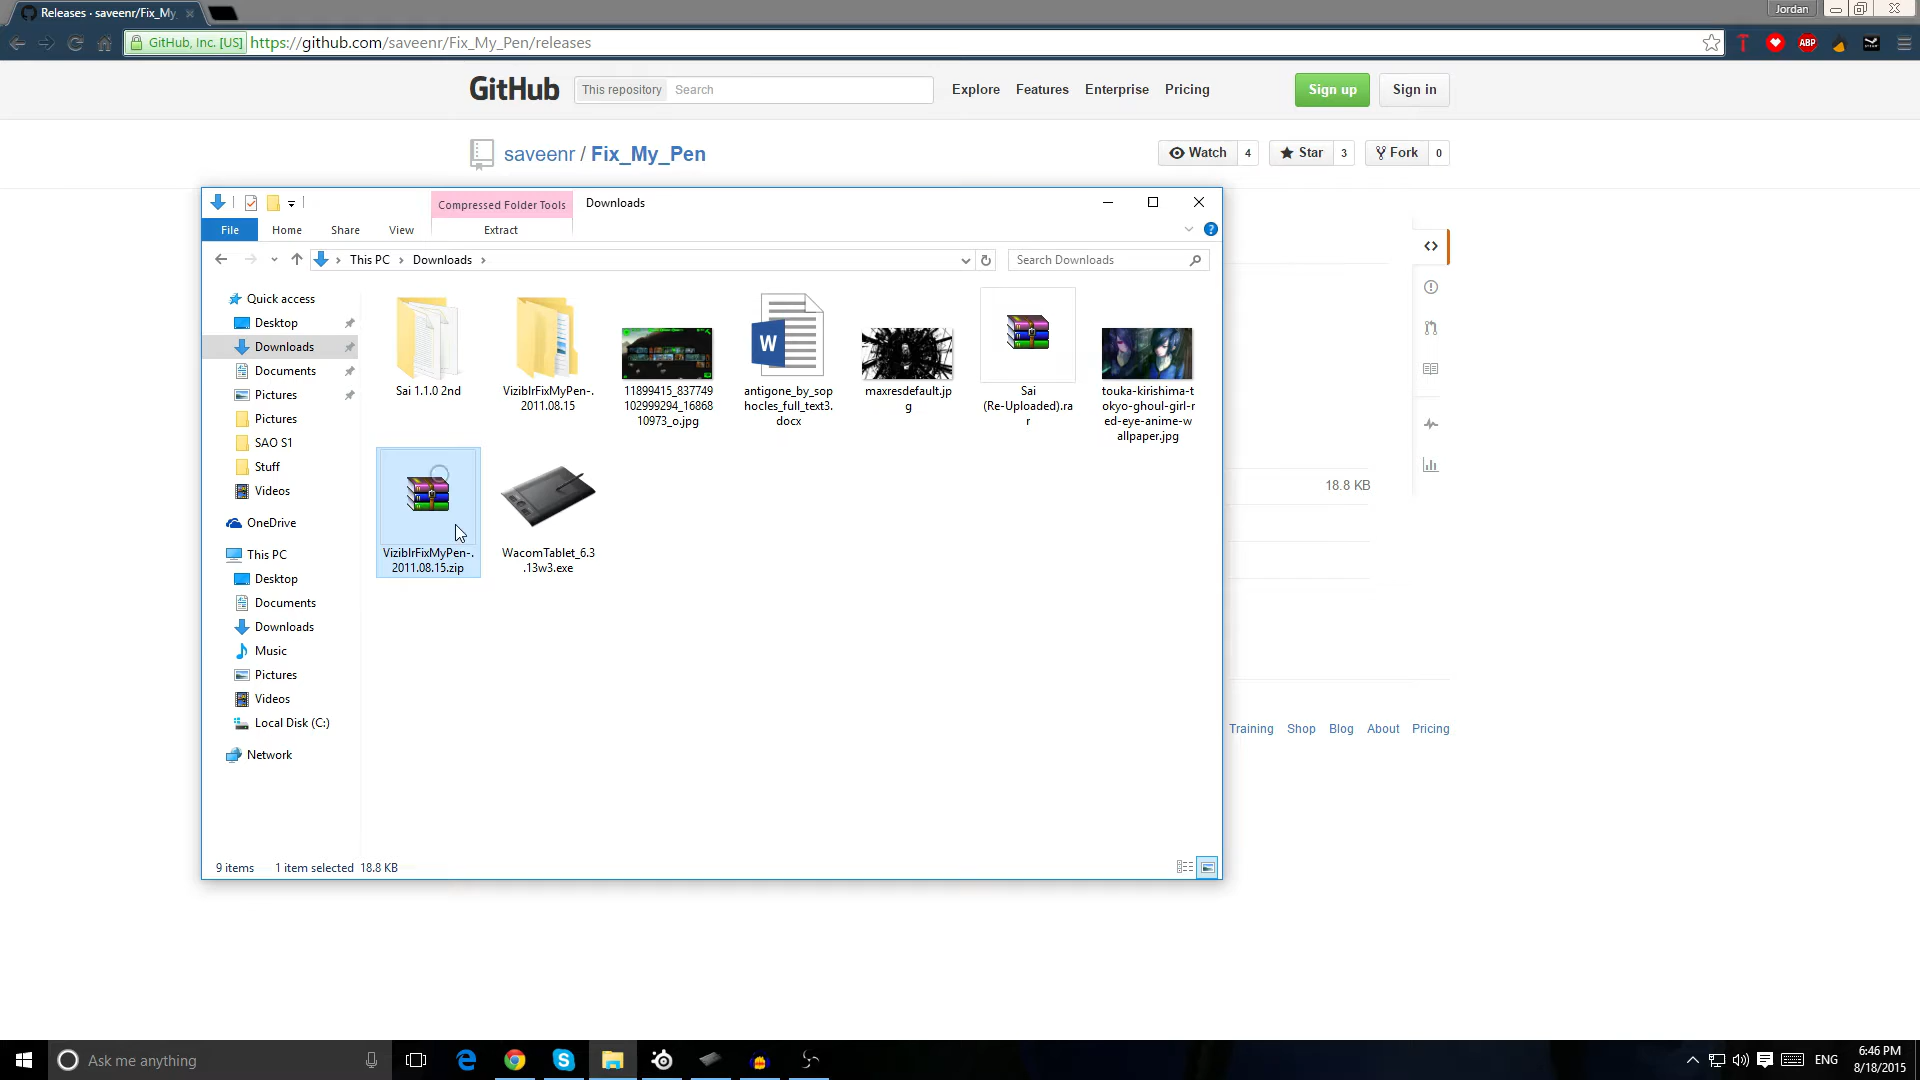 Releases · saveenr/Fix_My_
Jordan
GitHub, Inc. [US]
https://github.com/saveenr/Fix_My_Pen/releases
ABP
GitHub
This repository
Search
Explore
Features
Enterprise
Pricing
Sign up
Sign in
saveenr / Fix_My_Pen
Watch
4
Star
3
Fork
0
Compressed Folder Tools
Downloads
File
Home
Share
View
Extract
This PC
Downloads
Search Downloads
Quick access
Desktop
Downloads
Documents
Pictures
Pictures
SAO S1
Stuff
Videos
OneDrive
This PC
Desktop
Documents
Downloads
Music
Pictures
Videos
Local Disk (C:)
Network
Sai 1.1.0 2nd
ViziblrFixMyPen-.
2011.08.15
11899415_837749
102999294_16868
10973_o.jpg
W
antigone_by_sop
hocles_full_text3.
docx
maxresdefault.jp
g
Sai
(Re-Uploaded).ra
r
touka-kirishima-t
okyo-ghoul-girl-r
ed-eye-anime-w
allpaper.jpg
ViziblrFixMyPen-.
2011.08.15.zip
WacomTablet_6.3
.13w3.exe
18.8 KB
Training
Shop
Blog
About
Pricing
9 items
1 item selected 18.8 KB
Ask me anything
ENG
6:46 PM
8/18/2015